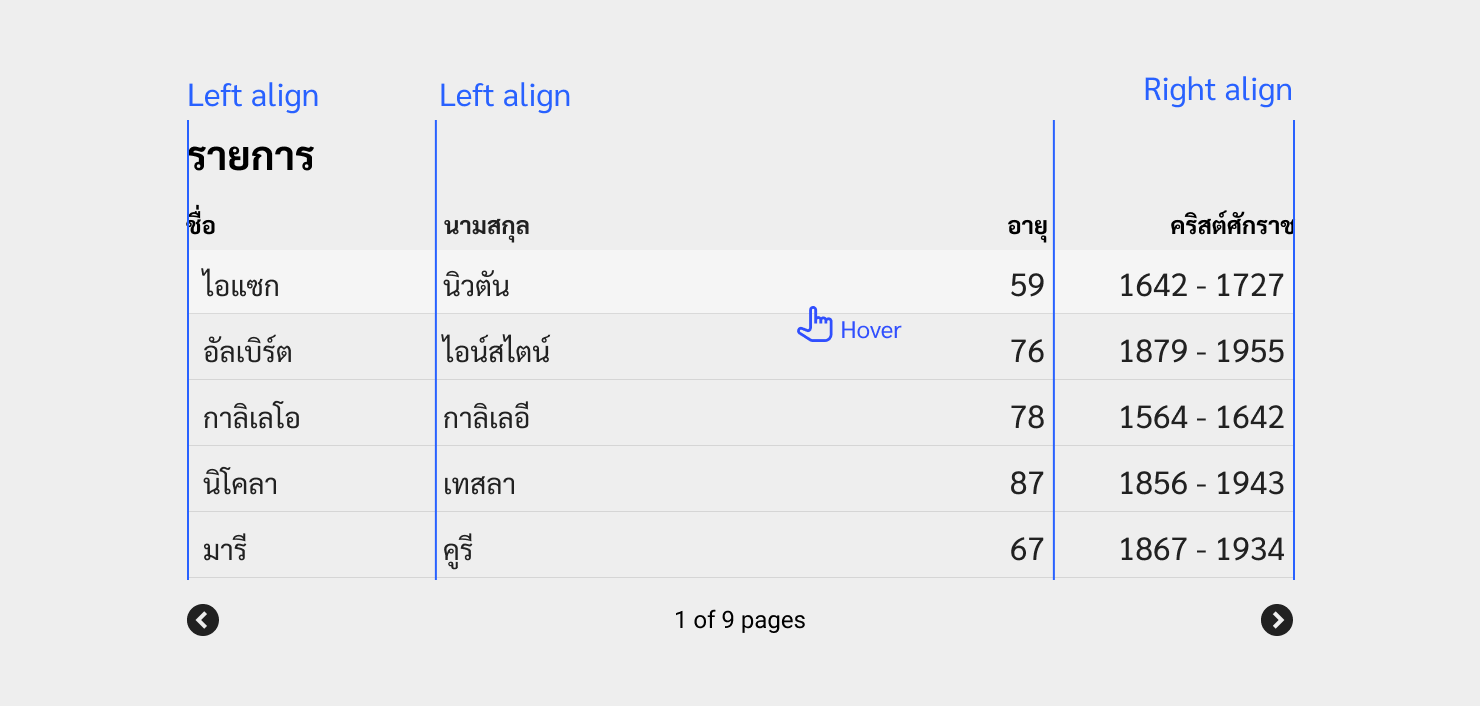 Left align Left align Right align
รายการ
ชื่อ นามสกุล อายุ คริสต์ศักราช
ไอแซก นิวตัน 59 1642 - 1727
Hover
อัลเบิร์ต ไอน์สไตน์ 76 1879 - 1955
กาลิเลโอ กาลิเลอี 78 1564 - 1642
นิโคลา เทสลา 87 1856 - 1943
มารี คูรี 67 1867 - 1934
1 of 9 pages